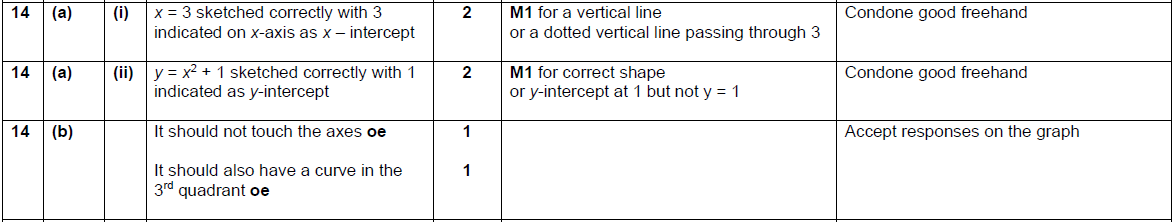 14 (a) (i) x = 3 sketched correctly with 3 2 M1 for a vertical line Condone good freehand
indicated on x-axis as x – intercept or a dotted vertical line passing through 3
14 (a) (ii) y = x² + 1 sketched correctly with 1 2 M1 for correct shape Condone good freehand
indicated as y-intercept or y-intercept at 1 but not y = 1
14 (b) It should not touch the axes oe 1 Accept responses on the graph
It should also have a curve in the 1
3rd quadrant oe